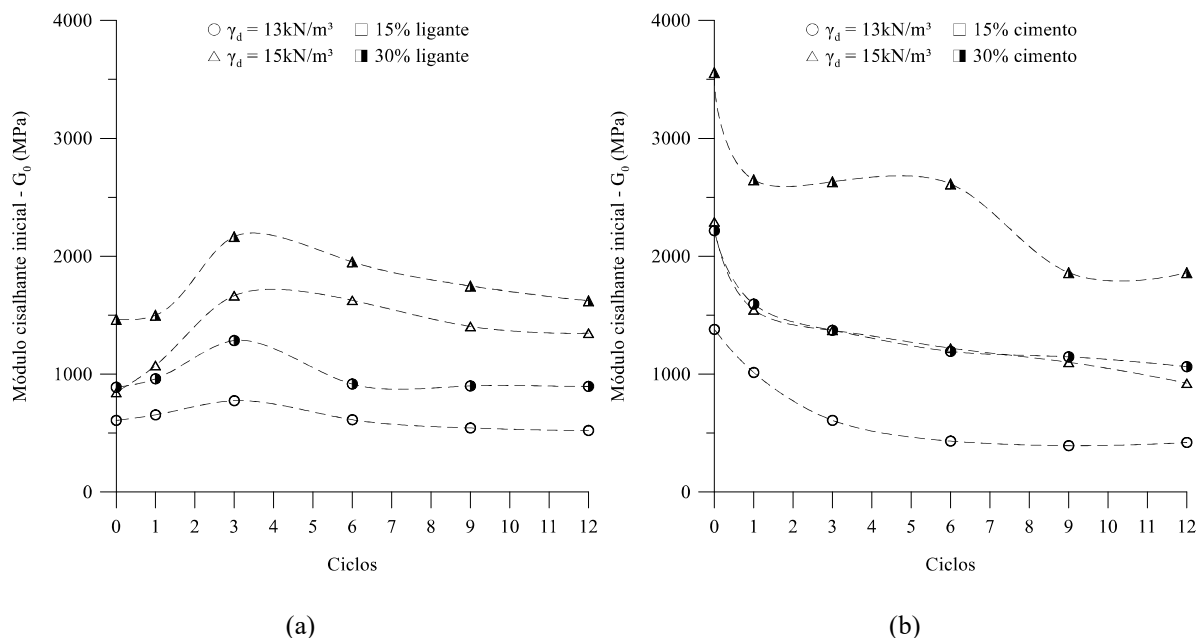 4000
3000
2000
1000
0
Módulo cisalhante inicial - G₀ (MPa)
γd = 13kN/m³ 15% ligante
γd = 15kN/m³ 30% ligante
0 1 2 3 4 5 6 7 8 9 10 11 12
Ciclos
(a)
4000
3000
2000
1000
0
Módulo cisalhante inicial - G₀ (MPa)
γd = 13kN/m³ 15% cimento
γd = 15kN/m³ 30% cimento
0 1 2 3 4 5 6 7 8 9 10 11 12
Ciclos
(b)